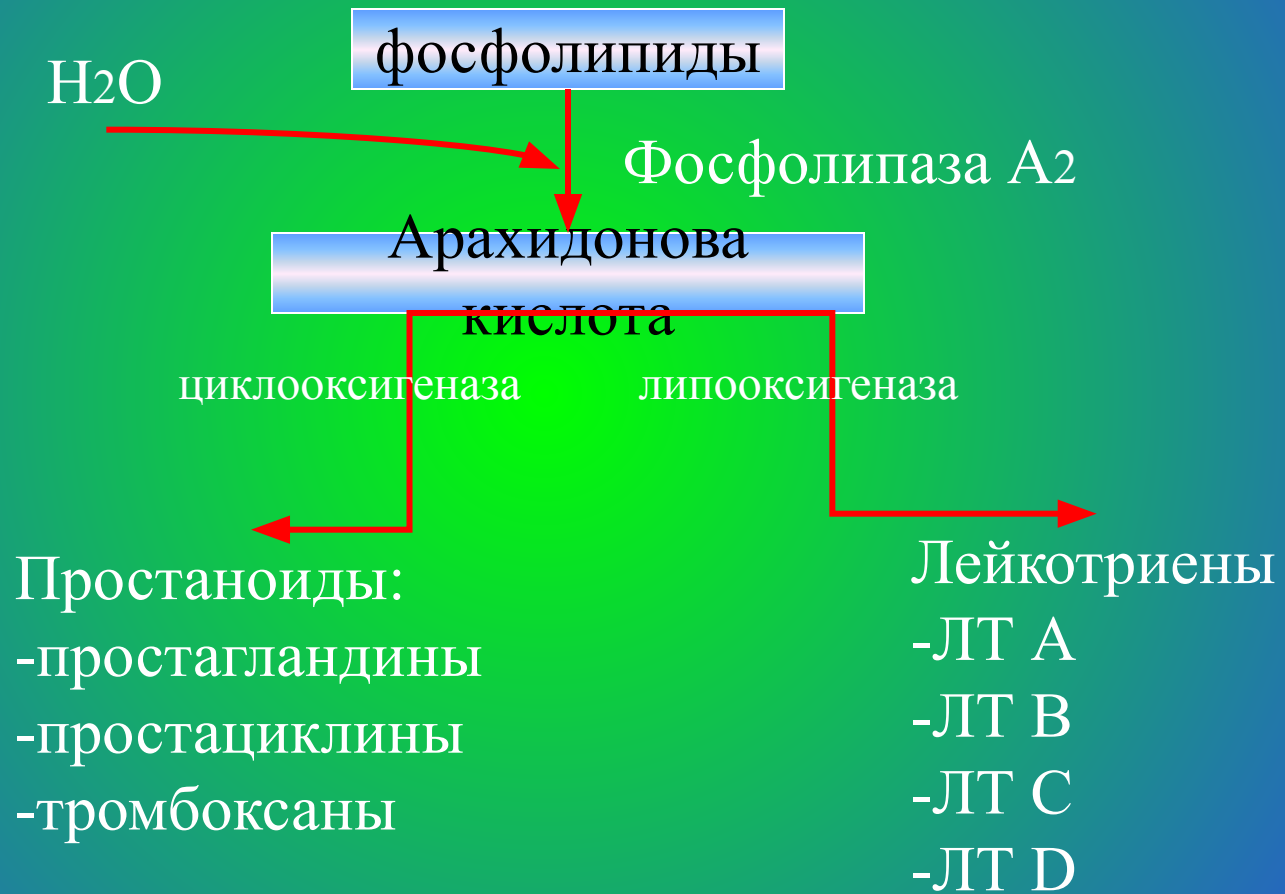 фосфолипиды
H2O
Фосфолипаза А2
Арахидонова
кислота
циклооксигеназа
липооксигеназа
Простаноиды:
-простагландины
-простациклины
-тромбоксаны
Лейкотриены
-ЛТ А
-ЛТ В
-ЛТ С
-ЛТ D